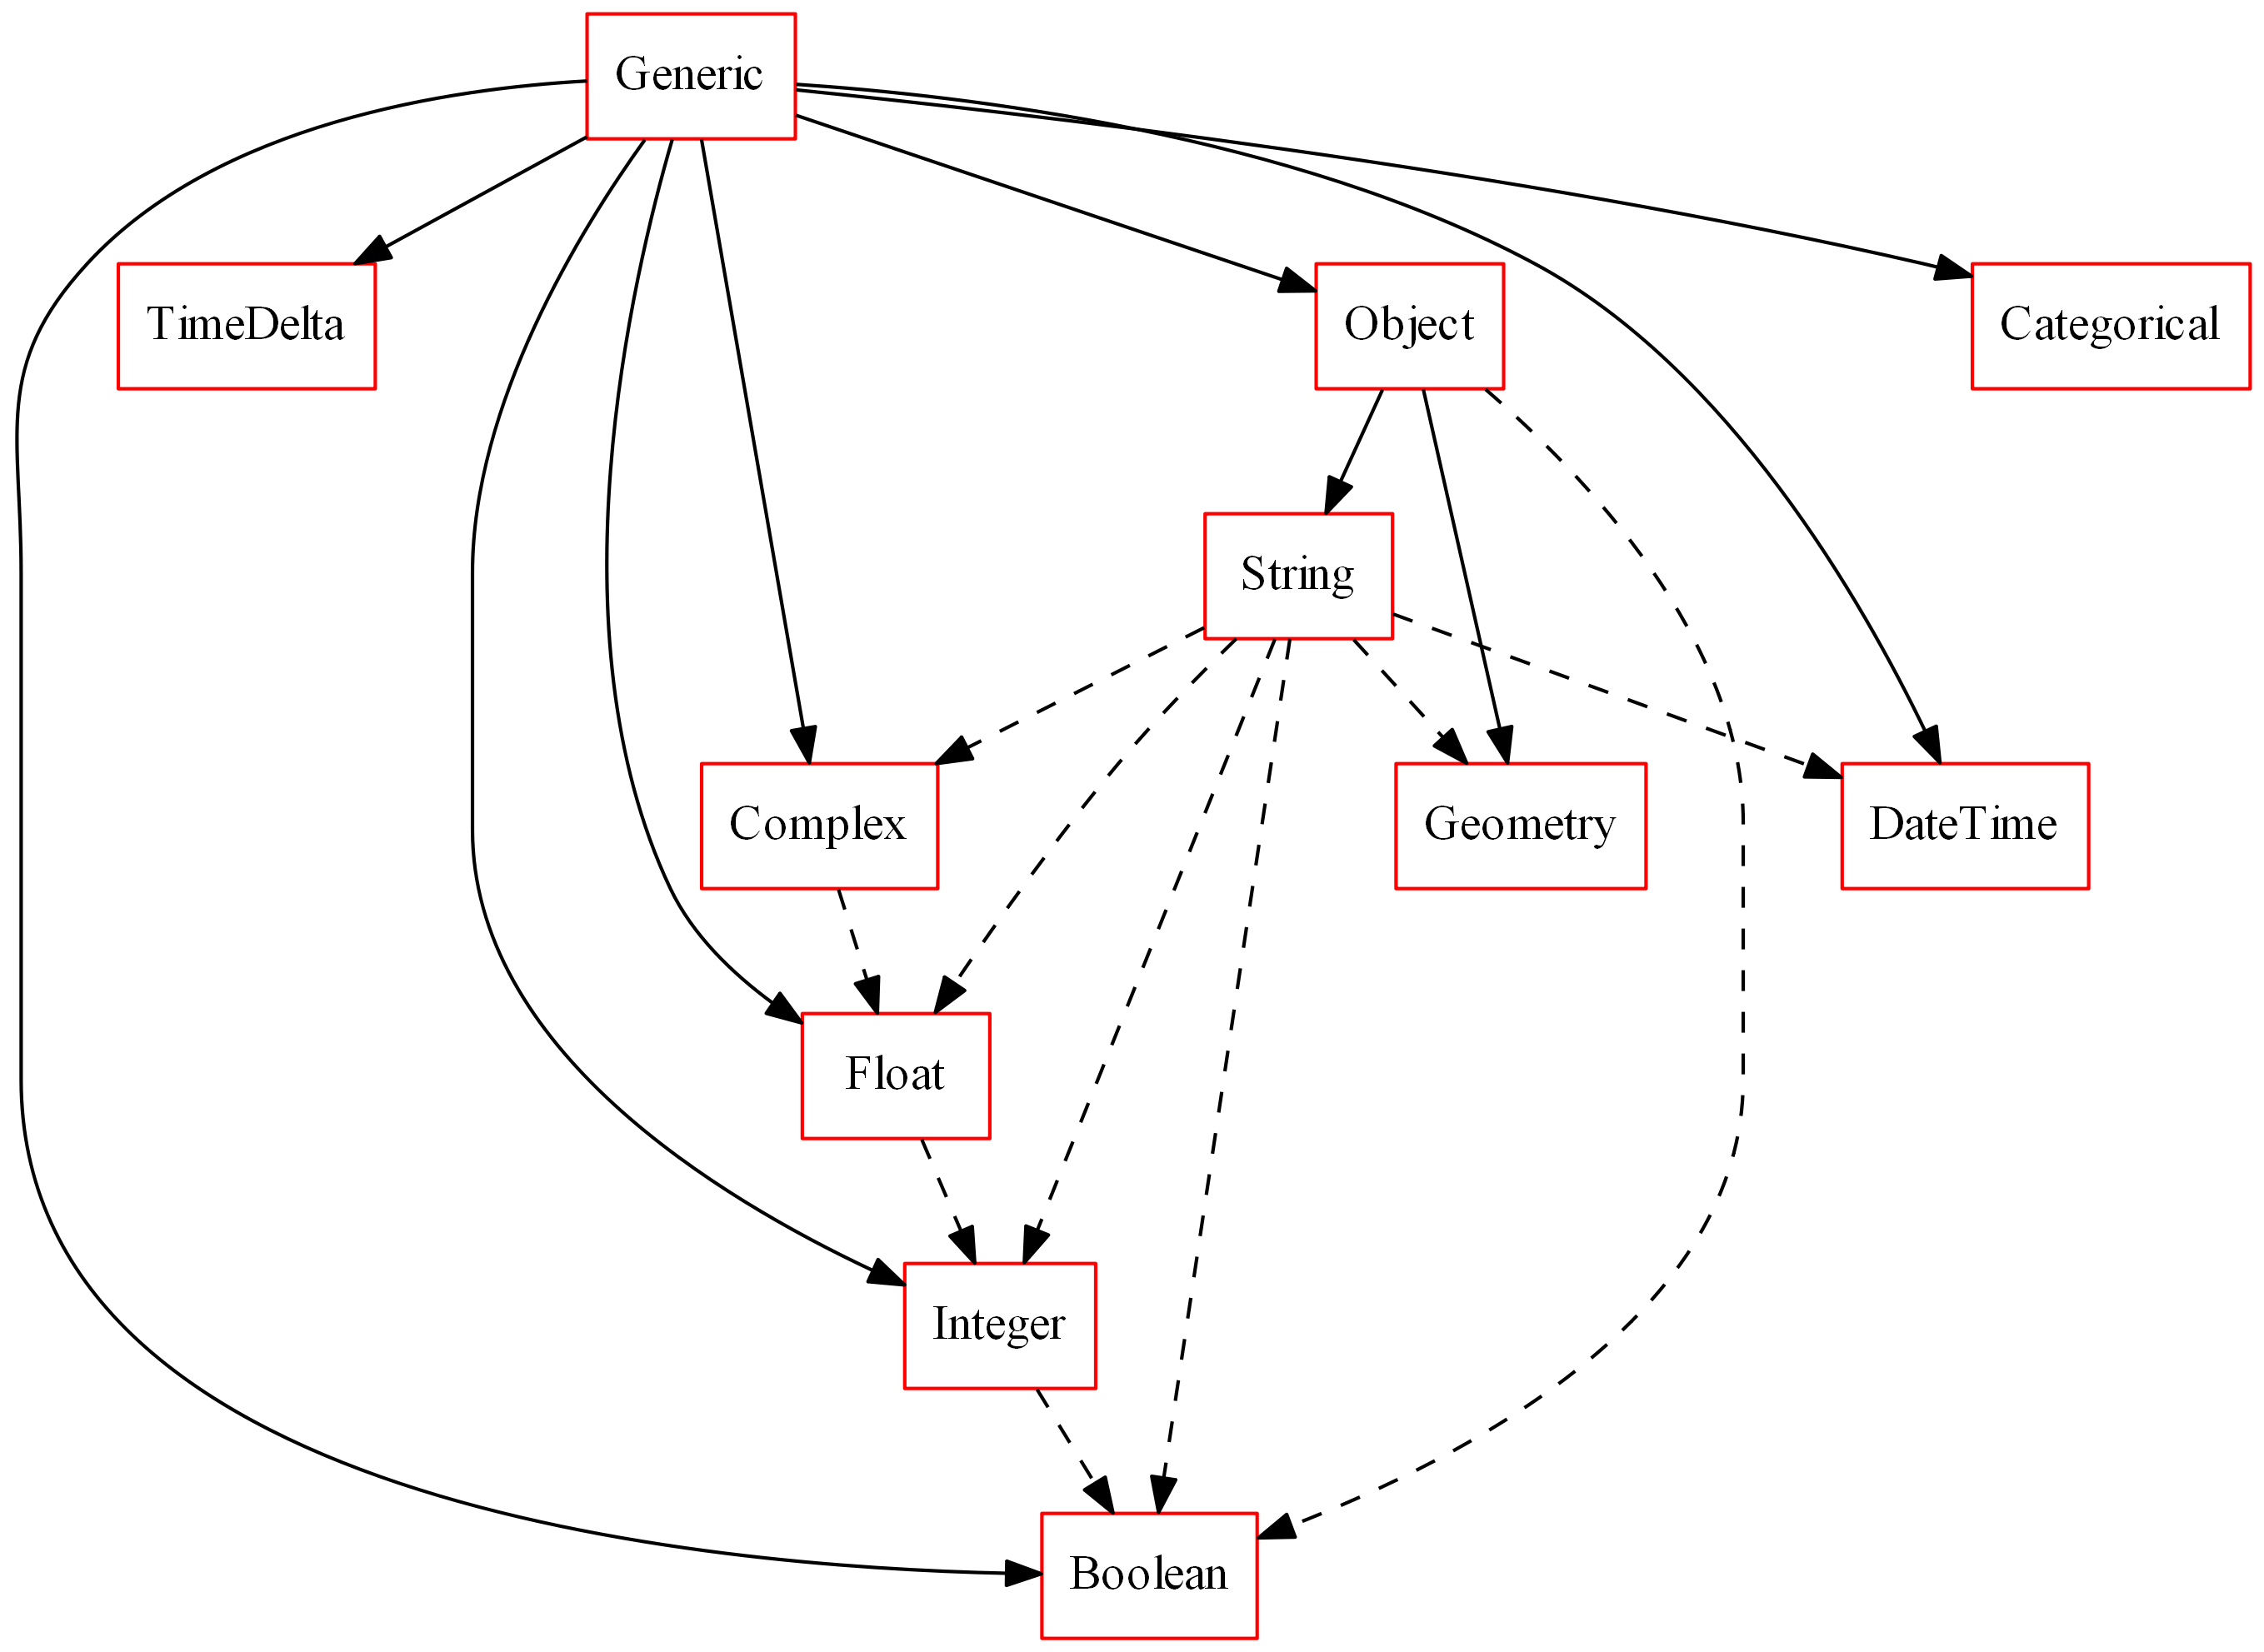 Generic
TimeDelta
Object
Categorical
String
Complex
Geometry
DateTime
Float
Integer
Boolean